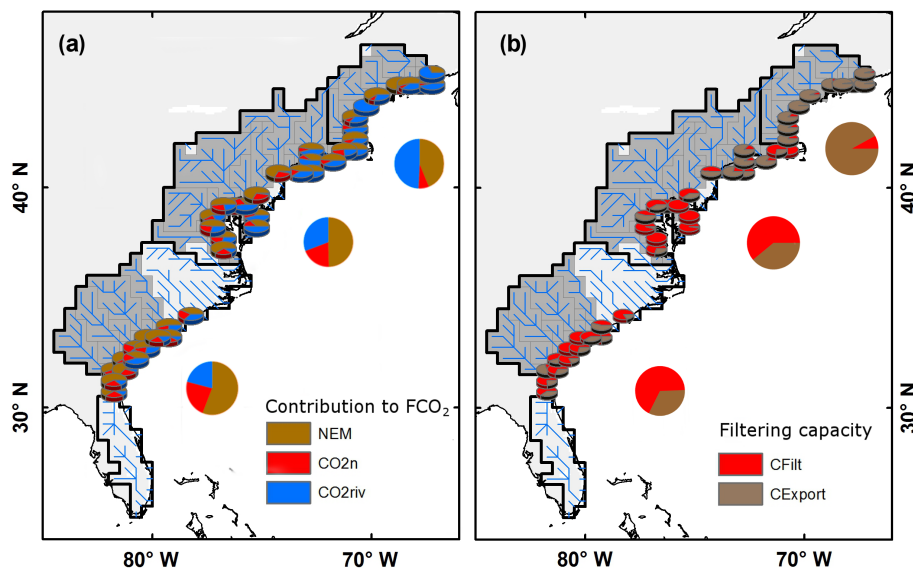 (a)
(b)
40° N
40° N
30° N
30° N
Contribution to FCO2
NEM
CO2n
CO2riv
Filtering capacity
CFilt
CExport
80° W
70° W
80° W
70° W